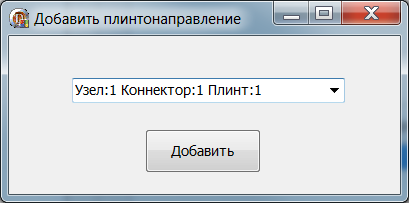 Добавить плинтонаправление
Узел:1 Коннектор:1 Плинт:1
Добавить